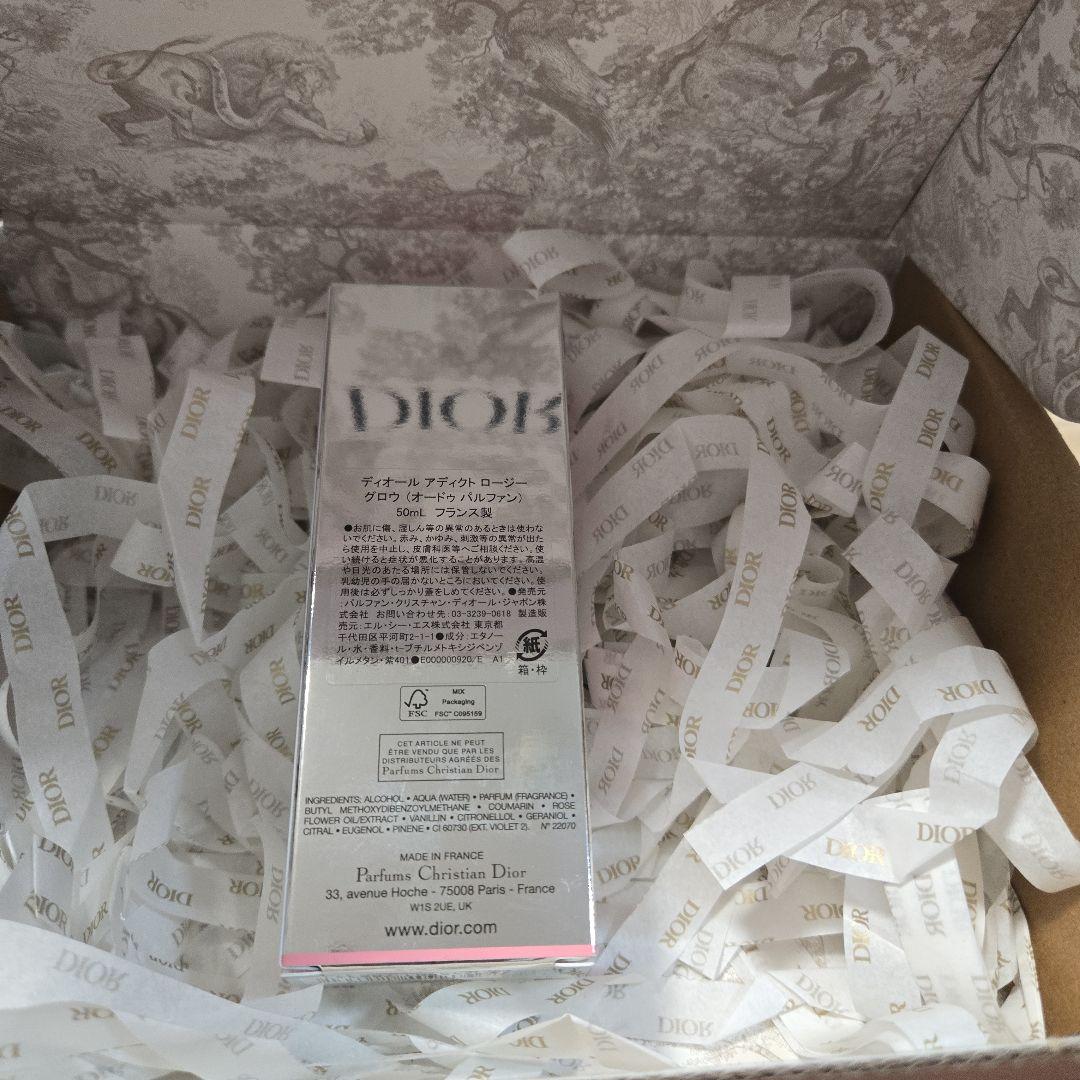 DIOR
ディオール アディクト ロージー
グロウ (オードゥ パルファン)
50mL フランス製
●お肌に傷、湿しん等の異常のあるときは使わな
いでください。赤み、かゆみ、刺激等の異常が出た
ら使用を中止し、皮膚科医等へご相談ください。使
い続けると症状が悪化することがあります。高温
や日光のあたる場所には保管しないでください。
乳幼児の手の届かないところにおいてください。使
用後は必ずしっかり蓋をしめてください。●発売元
:パルファン・クリスチャン・ディオール・ジャポン株
式会社 お問い合わせ先:03-3239-0618 製造販
売元:エル・シー・エス株式会社 東京都
千代田区平河町2-1-1●成分:エタノー
ル・水・香料・t-ブチルメトキシジベンゾ
イルメタン・紫401●E000000920/E A1
紙
箱・枠
FSC
MIX
Packaging
FSC™ C095159
CET ARTICLE NE PEUT
ÊTRE VENDU QUE PAR LES
DISTRIBUTEURS AGRÉÉS DES
Parfums Christian Dior
INGREDIENTS: ALCOHOL • AQUA (WATER) • PARFUM (FRAGRANCE) •
BUTYL METHOXYDIBENZOYLMETHANE • COUMARIN • ROSE
FLOWER OIL/EXTRACT • VANILLIN • CITRONELLOL • GERANIOL •
CITRAL • EUGENOL • PINENE • CI 60730 (EXT. VIOLET 2). N° 22070
MADE IN FRANCE
Parfums Christian Dior
33, avenue Hoche - 75008 Paris - France
W1S 2UE, UK
www.dior.com